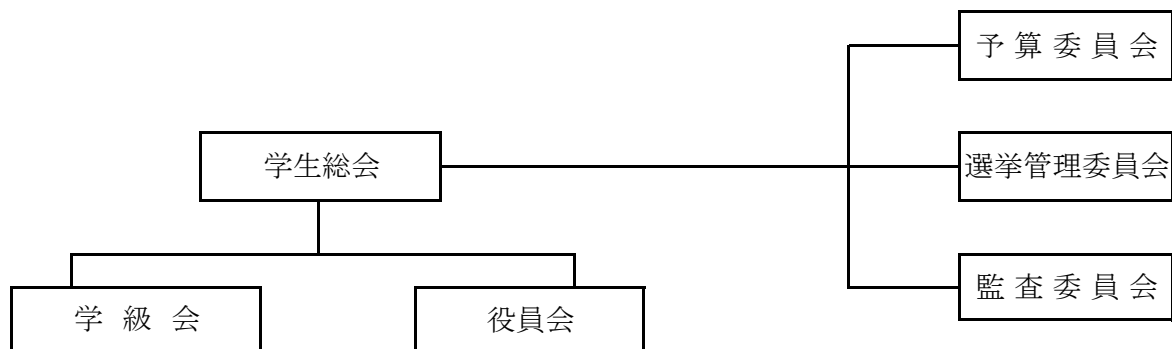 予算委員会
学生総会
選挙管理委員会
監査委員会
学級会
役員会